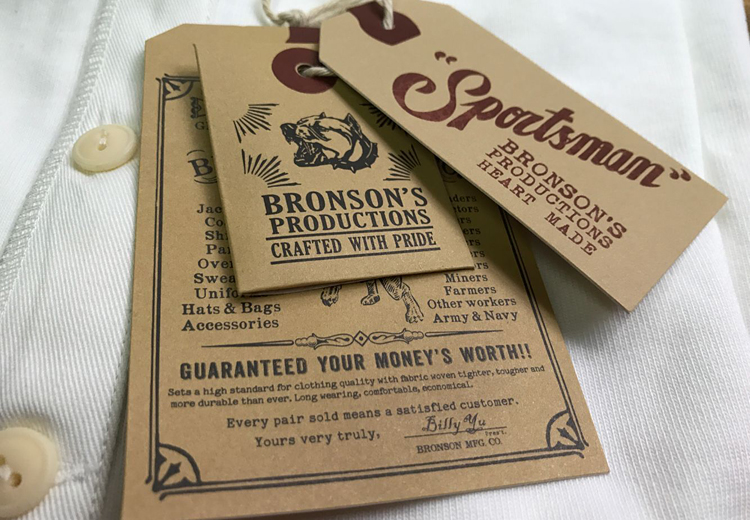 "Sportsman"
BRONSON'S
PRODUCTIONS
HEART MADE
BRONSON'S
PRODUCTIONS
CRAFTED WITH PRIDE
Miners
Farmers
Hats & Bags
Other workers
Accessories
Army & Navy
GUARANTEED YOUR MONEY'S WORTH!!
Sets a high standard for clothing quality with fabric woven tighter, tougher and
more durable than ever. Long wearing, comfortable, economical.
Every pair sold means a satisfied customer.
Yours very truly, Billy Yu
Prest.
BRONSON MFG CO.